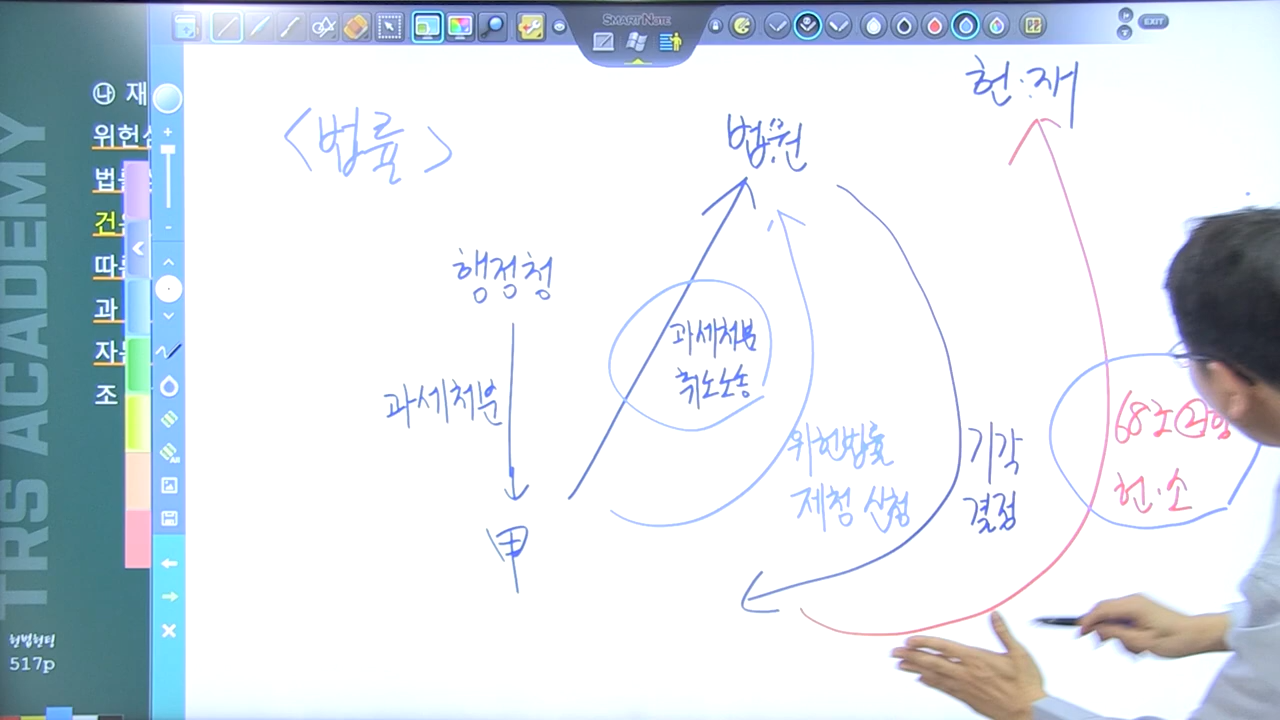 SMART NOTE
EXIT
TRS ACADEMY
㉯ 재
위헌
법률
건
따른
과
자
조
헌법헌터
517p
<법률>
법원
헌·재
행정청
과세처분
甲
과세처분
취소소송
위헌법률
제청 신청
기각
결정
68조②항
헌·소